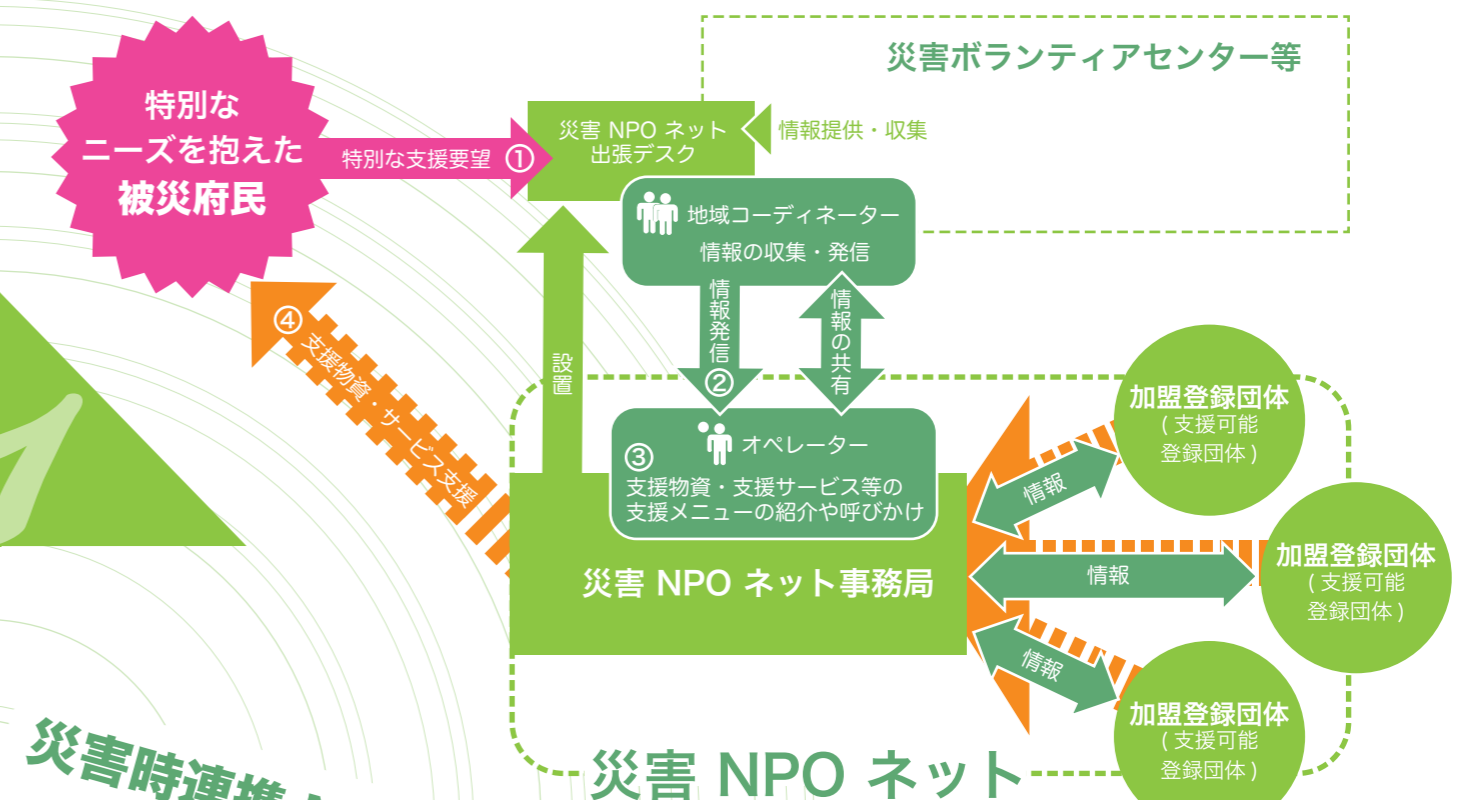 災害ボランティアセンター等
特別な
ニーズを抱えた
被災府民
特別な支援要望 ①
災害 NPO ネット
出張デスク
情報提供・収集
地域コーディネーター
情報の収集・発信
情報発信
②
情報の共有
設置
④
支援物資・サービス支援
1
オペレーター
③
支援物資・支援サービス等の
支援メニューの紹介や呼びかけ
災害 NPO ネット事務局
情報
情報
情報
加盟登録団体
( 支援可能
登録団体 )
加盟登録団体
( 支援可能
登録団体 )
加盟登録団体
( 支援可能
登録団体 )
災害 NPO ネット
災害時連携